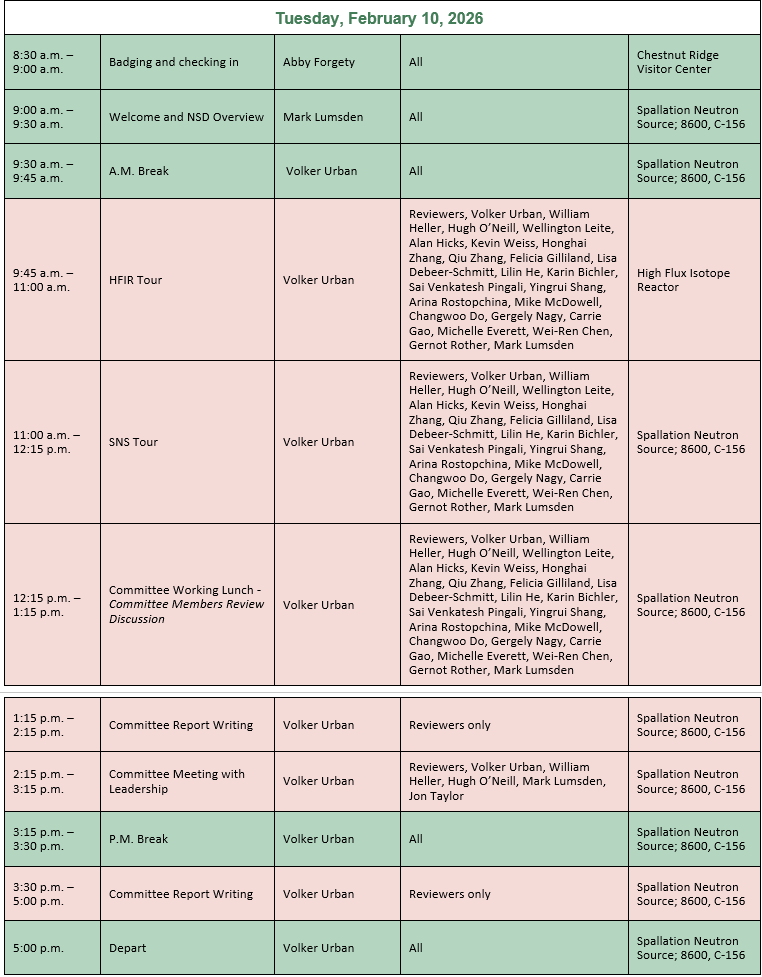 Tuesday, February 10, 2026
8:30 a.m. –
9:00 a.m.
Badging and checking in
Abby Forgety
All
Chestnut Ridge
Visitor Center
9:00 a.m. –
9:30 a.m.
Welcome and NSD Overview
Mark Lumsden
All
Spallation Neutron
Source; 8600, C-156
9:30 a.m. –
9:45 a.m.
A.M. Break
Volker Urban
All
Spallation Neutron
Source; 8600, C-156
9:45 a.m. –
11:00 a.m.
HFIR Tour
Volker Urban
Reviewers, Volker Urban, William
Heller, Hugh O’Neill, Wellington Leite,
Alan Hicks, Kevin Weiss, Honghai
Zhang, Qiu Zhang, Felicia Gilliland, Lisa
Debeer-Schmitt, Lilin He, Karin Bichler,
Sai Venkatesh Pingali, Yingrui Shang,
Arina Rostopchina, Mike McDowell,
Changwoo Do, Gergely Nagy, Carrie
Gao, Michelle Everett, Wei-Ren Chen,
Gernot Rother, Mark Lumsden
High Flux Isotope
Reactor
11:00 a.m. –
12:15 p.m.
SNS Tour
Volker Urban
Reviewers, Volker Urban, William
Heller, Hugh O’Neill, Wellington Leite,
Alan Hicks, Kevin Weiss, Honghai
Zhang, Qiu Zhang, Felicia Gilliland, Lisa
Debeer-Schmitt, Lilin He, Karin Bichler,
Sai Venkatesh Pingali, Yingrui Shang,
Arina Rostopchina, Mike McDowell,
Changwoo Do, Gergely Nagy, Carrie
Gao, Michelle Everett, Wei-Ren Chen,
Gernot Rother, Mark Lumsden
Spallation Neutron
Source; 8600, C-156
12:15 p.m. –
1:15 p.m.
Committee Working Lunch -
Committee Members Review
Discussion
Volker Urban
Reviewers, Volker Urban, William
Heller, Hugh O’Neill, Wellington Leite,
Alan Hicks, Kevin Weiss, Honghai
Zhang, Qiu Zhang, Felicia Gilliland, Lisa
Debeer-Schmitt, Lilin He, Karin Bichler,
Sai Venkatesh Pingali, Yingrui Shang,
Arina Rostopchina, Mike McDowell,
Changwoo Do, Gergely Nagy, Carrie
Gao, Michelle Everett, Wei-Ren Chen,
Gernot Rother, Mark Lumsden
Spallation Neutron
Source; 8600, C-156
1:15 p.m. –
2:15 p.m.
Committee Report Writing
Volker Urban
Reviewers only
Spallation Neutron
Source; 8600, C-156
2:15 p.m. –
3:15 p.m.
Committee Meeting with
Leadership
Volker Urban
Reviewers, Volker Urban, William
Heller, Hugh O’Neill, Mark Lumsden,
Jon Taylor
Spallation Neutron
Source; 8600, C-156
3:15 p.m. –
3:30 p.m.
P.M. Break
Volker Urban
All
Spallation Neutron
Source; 8600, C-156
3:30 p.m. –
5:00 p.m.
Committee Report Writing
Volker Urban
Reviewers only
Spallation Neutron
Source; 8600, C-156
5:00 p.m.
Depart
Volker Urban
All
Spallation Neutron
Source; 8600, C-156